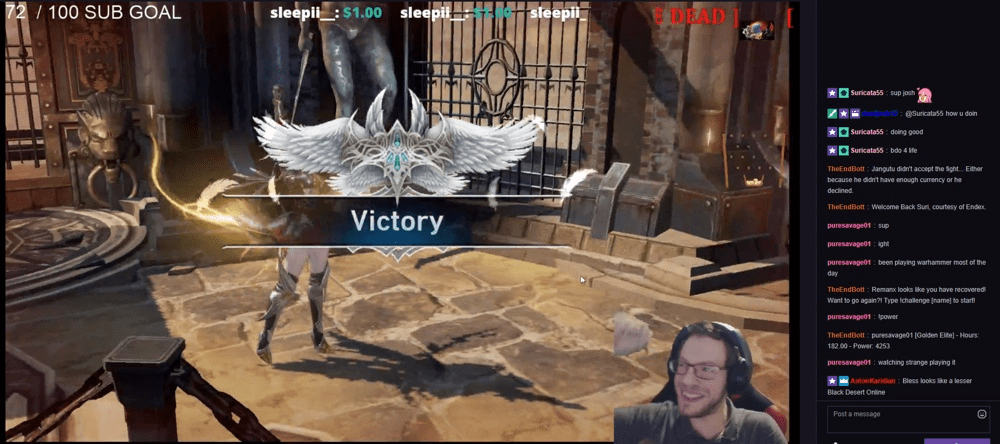 72 / 100 SUB GOAL
sleepii__: $1.00 sleepii__: $1.00 sleepii_
DEAD ] [
Victory
Suricata55 : sup josh
: @Suricata55 how u doin
Suricata55 : doing good
Suricata55 : bdo 4 life
TheEndBott : Jangutu didn't accept the fight... Either
because he didn't have enough currency or he
declined.
TheEndBott : Welcome Back Suri, courtesy of Endex.
puresavage01 : sup
puresavage01 : ight
puresavage01 : been playing warhammer most of the
day
TheEndBott : Remanx looks like you have recovered!
Want to go again?! Type !challenge [name] to start!
puresavage01 : !power
TheEndBott : puresavage01 [Golden Elite] - Hours:
182.00 - Power: 4253
puresavage01 : watching strange playing it
: Bless looks like a lesser
Black Desert Online
Post a message